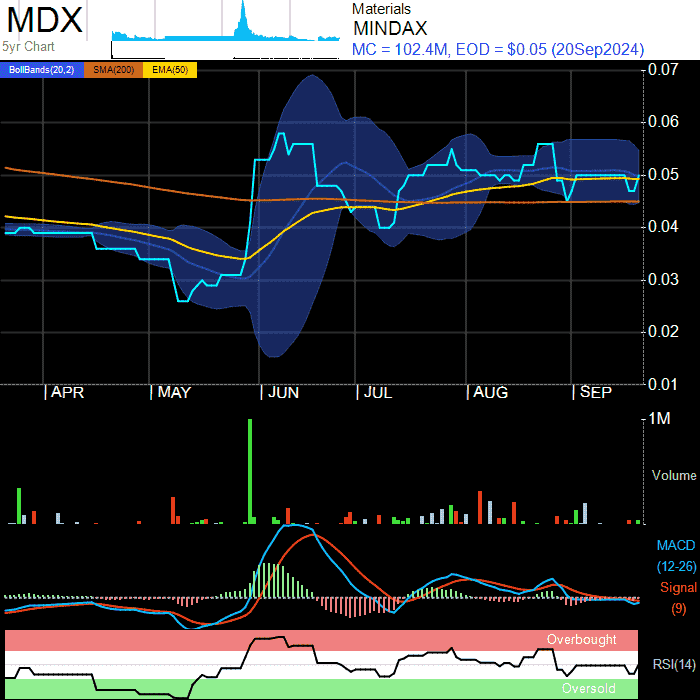 MDX
5yr Chart
Materials
MINDAX
MC = 102.4M, EOD = $0.05 (20Sep2024)
BollBands(20,2) SMA(200) EMA(50)
0.07
0.06
0.05
0.04
0.03
0.02
0.01
APR MAY JUN JUL AUG SEP
1M
Volume
MACD
(12-26)
Signal
(9)
Overbought
RSI(14)
Oversold